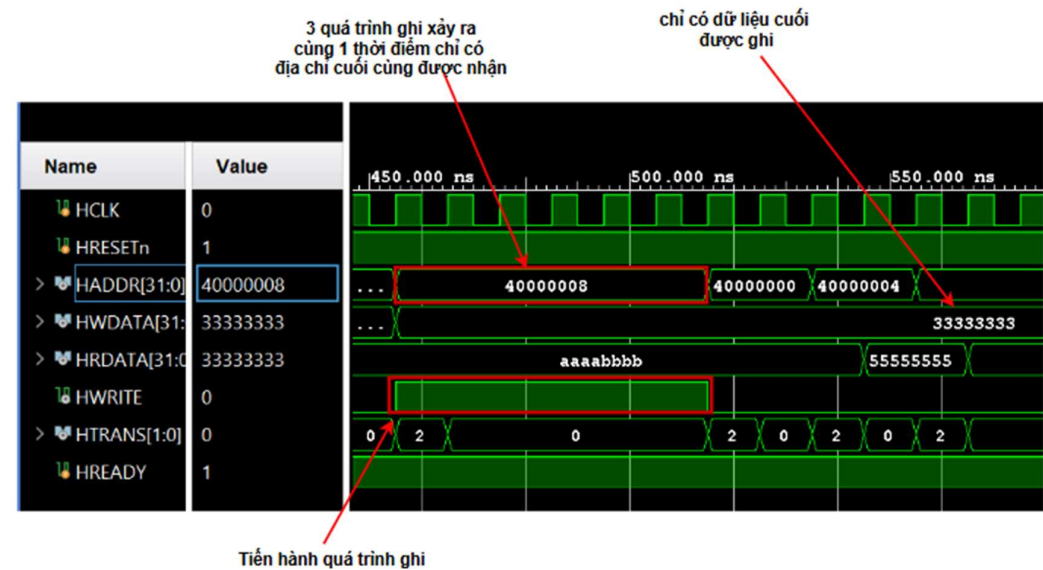 3 quá trình ghi xảy ra
cùng 1 thời điểm chỉ có
địa chỉ cuối cùng được nhận
chỉ có dữ liệu cuối
được ghi
Name Value
450.000 ns 500.000 ns 550.000 ns
HCLK 0
HRESETn 1
HADDR[31:0] 40000008 ... 40000008 40000000 40000004
HWDATA[31: 33333333 ... 33333333
HRDATA[31:0 33333333 aaaabbbb 55555555
HWRITE 0
HTRANS[1:0] 0 0 2 0 2 0 2 0 2
HREADY 1
Tiến hành quá trình ghi